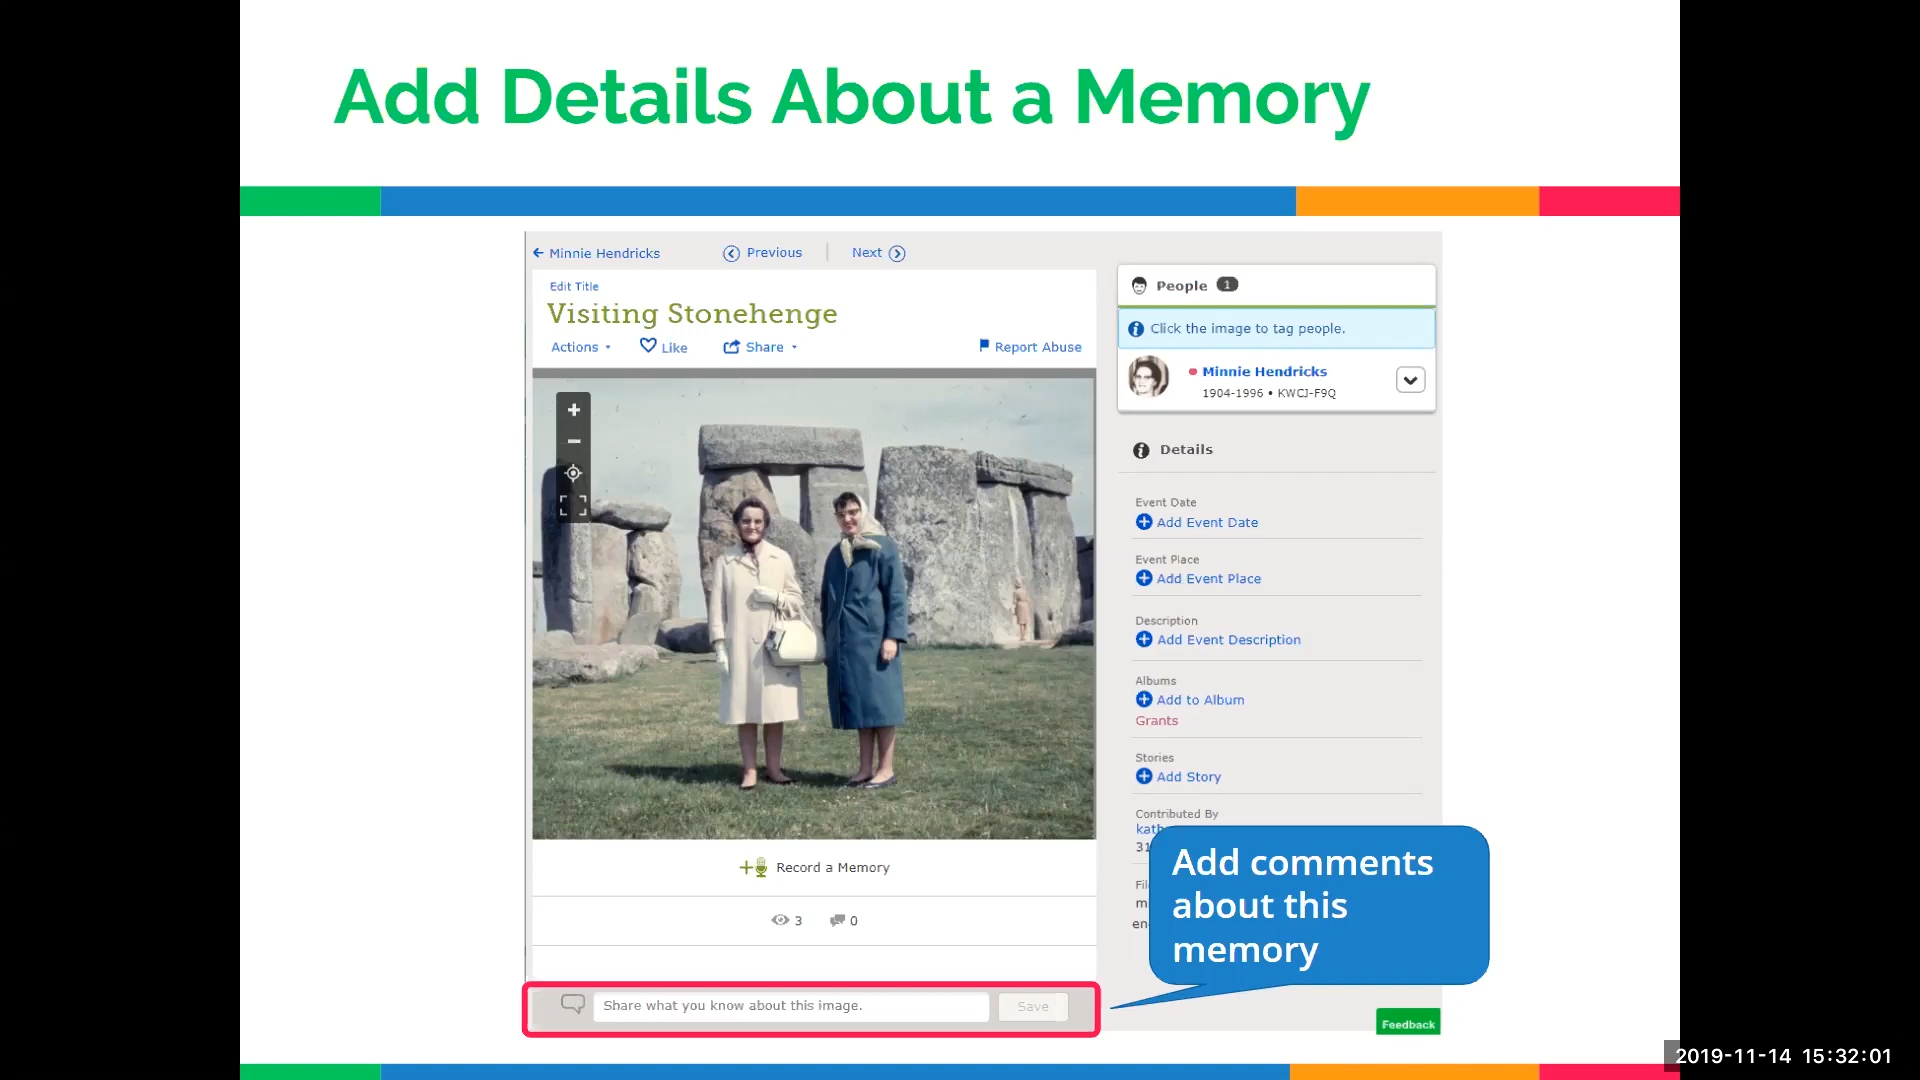 Add Details About a Memory
Minnie Hendricks
Previous
Next
Edit Title
Visiting Stonehenge
Actions
Like
Share
Report Abuse
Record a Memory
3
0
Share what you know about this image.
Save
People 1
Click the image to tag people.
Minnie Hendricks
1904-1996 • KWCJ-F9Q
Details
Event Date
Add Event Date
Event Place
Add Event Place
Description
Add Event Description
Albums
Add to Album
Grants
Stories
Add Story
Contributed By
Add comments
about this
memory
Feedback
2019-11-14 15:32:01